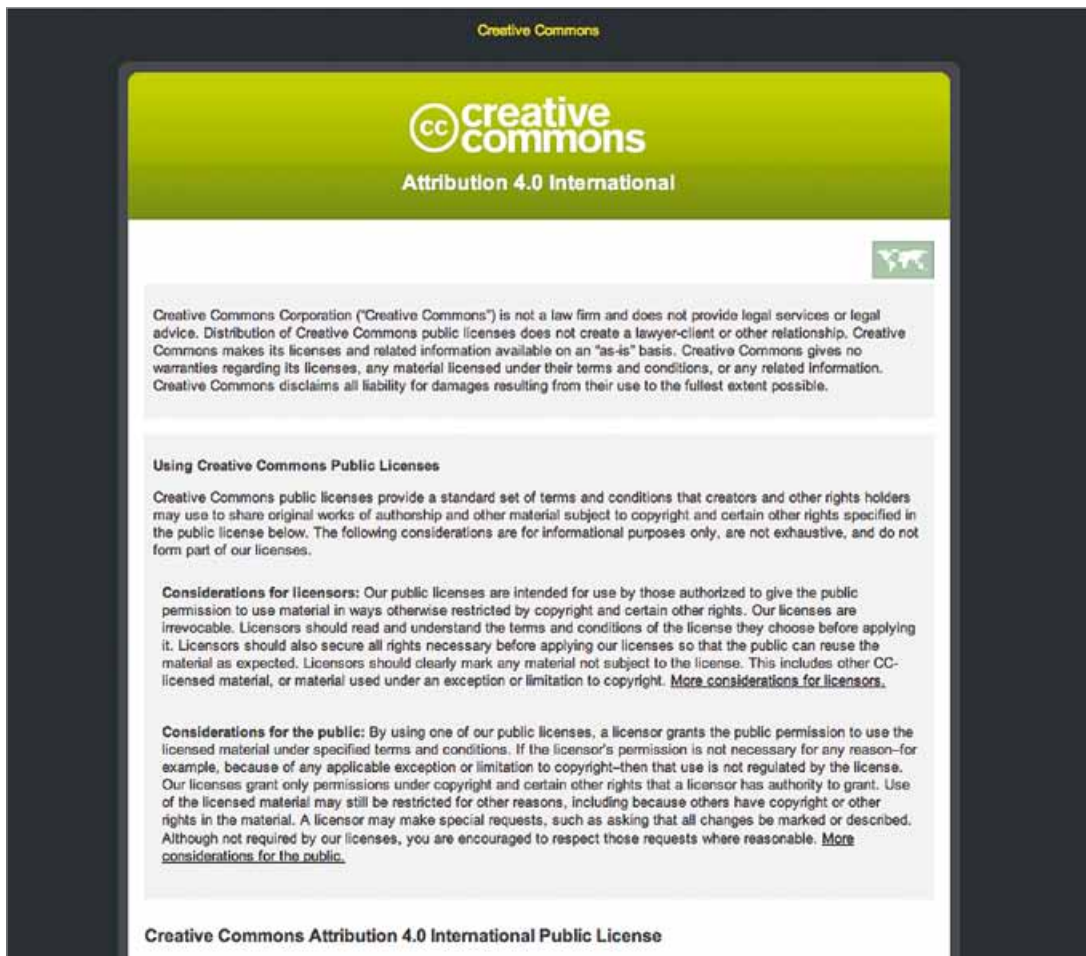 Creative Commons
cc creative
commons
Attribution 4.0 International
Creative Commons Corporation ("Creative Commons") is not a law firm and does not provide legal services or legal
advice. Distribution of Creative Commons public licenses does not create a lawyer-client or other relationship. Creative
Commons makes its licenses and related information available on an "as-is" basis. Creative Commons gives no
warranties regarding its licenses, any material licensed under their terms and conditions, or any related information.
Creative Commons disclaims all liability for damages resulting from their use to the fullest extent possible.
Using Creative Commons Public Licenses
Creative Commons public licenses provide a standard set of terms and conditions that creators and other rights holders
may use to share original works of authorship and other material subject to copyright and certain other rights specified in
the public license below. The following considerations are for informational purposes only, are not exhaustive, and do not
form part of our licenses.
Considerations for licensors: Our public licenses are intended for use by those authorized to give the public
permission to use material in ways otherwise restricted by copyright and certain other rights. Our licenses are
irrevocable. Licensors should read and understand the terms and conditions of the license they choose before applying
it. Licensors should also secure all rights necessary before applying our licenses so that the public can reuse the
material as expected. Licensors should clearly mark any material not subject to the license. This includes other CC-
licensed material, or material used under an exception or limitation to copyright. More considerations for licensors.
Considerations for the public: By using one of our public licenses, a licensor grants the public permission to use the
licensed material under specified terms and conditions. If the licensor's permission is not necessary for any reason–for
example, because of any applicable exception or limitation to copyright–then that use is not regulated by the license.
Our licenses grant only permissions under copyright and certain other rights that a licensor has authority to grant. Use
of the licensed material may still be restricted for other reasons, including because others have copyright or other
rights in the material. A licensor may make special requests, such as asking that all changes be marked or described.
Although not required by our licenses, you are encouraged to respect those requests where reasonable. More
considerations for the public.
Creative Commons Attribution 4.0 International Public License